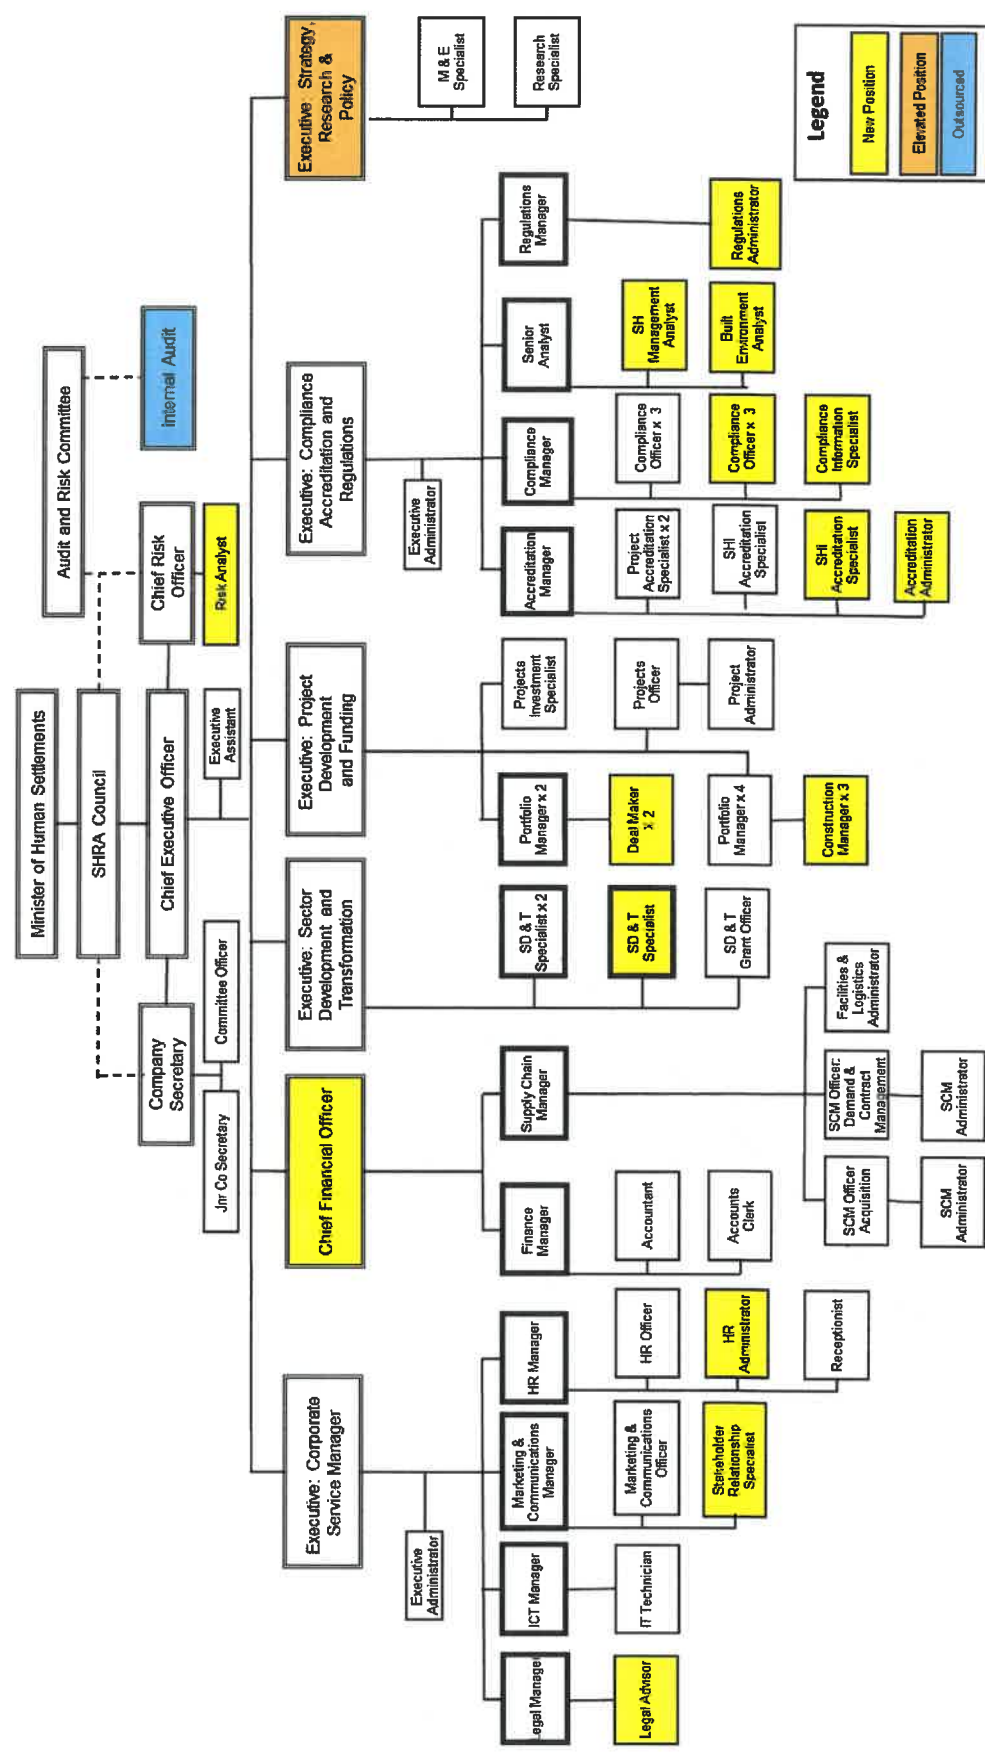 Minister of Human Settlements
Audit and Risk Committee
SHRA Council
Company
Secretary
Chief Executive Officer
Chief Risk
Officer
Internal Audit
Jnr Co Secretary
Committee Officer
Executive
Assistant
Risk Analyst
Executive: Corporate
Service Manager
Chief Financial Officer
Executive: Sector
Development and
Transformation
Executive: Project
Development
and Funding
Executive: Compliance
Accreditation and
Regulations
Executive: Strategy,
Research &
Policy
Executive
Administrator
Executive
Administrator
M & E
Specialist
Research
Specialist
Legal Manager
Legal Advisor
ICT Manager
IT Technician
Marketing &
Communications
Manager
Marketing &
Communications
Officer
Stakeholder
Relationship
Specialist
HR Manager
HR Officer
HR
Administrator
Receptionist
Finance
Manager
Accountant
Accounts
Clerk
Supply Chain
Manager
SCM Officer
Acquisition
SCM
Administrator
SCM Officer:
Demand &
Contract
Management
SCM
Administrator
Facilities &
Logistics
Administrator
SD & T
Specialist x 2
SD & T
Specialist
SD & T
Grant Officer
Portfolio
Manager x 2
Deal Maker
x 2
Portfolio
Manager x 4
Construction
Manager x 3
Projects
Investment
Specialist
Projects
Officer
Project
Administrator
Accreditation
Manager
Project
Accreditation
Specialist x 2
SHI
Accreditation
Specialist
SHI
Accreditation
Specialist
Accreditation
Administrator
Compliance
Manager
Compliance
Officer x 3
Compliance
Officer x 3
Compliance
Information
Specialist
Senior
Analyst
SH
Management
Analyst
Built
Environment
Analyst
Regulations
Manager
Regulations
Administrator
Legend
New Position
Elevated Position
Outsourced